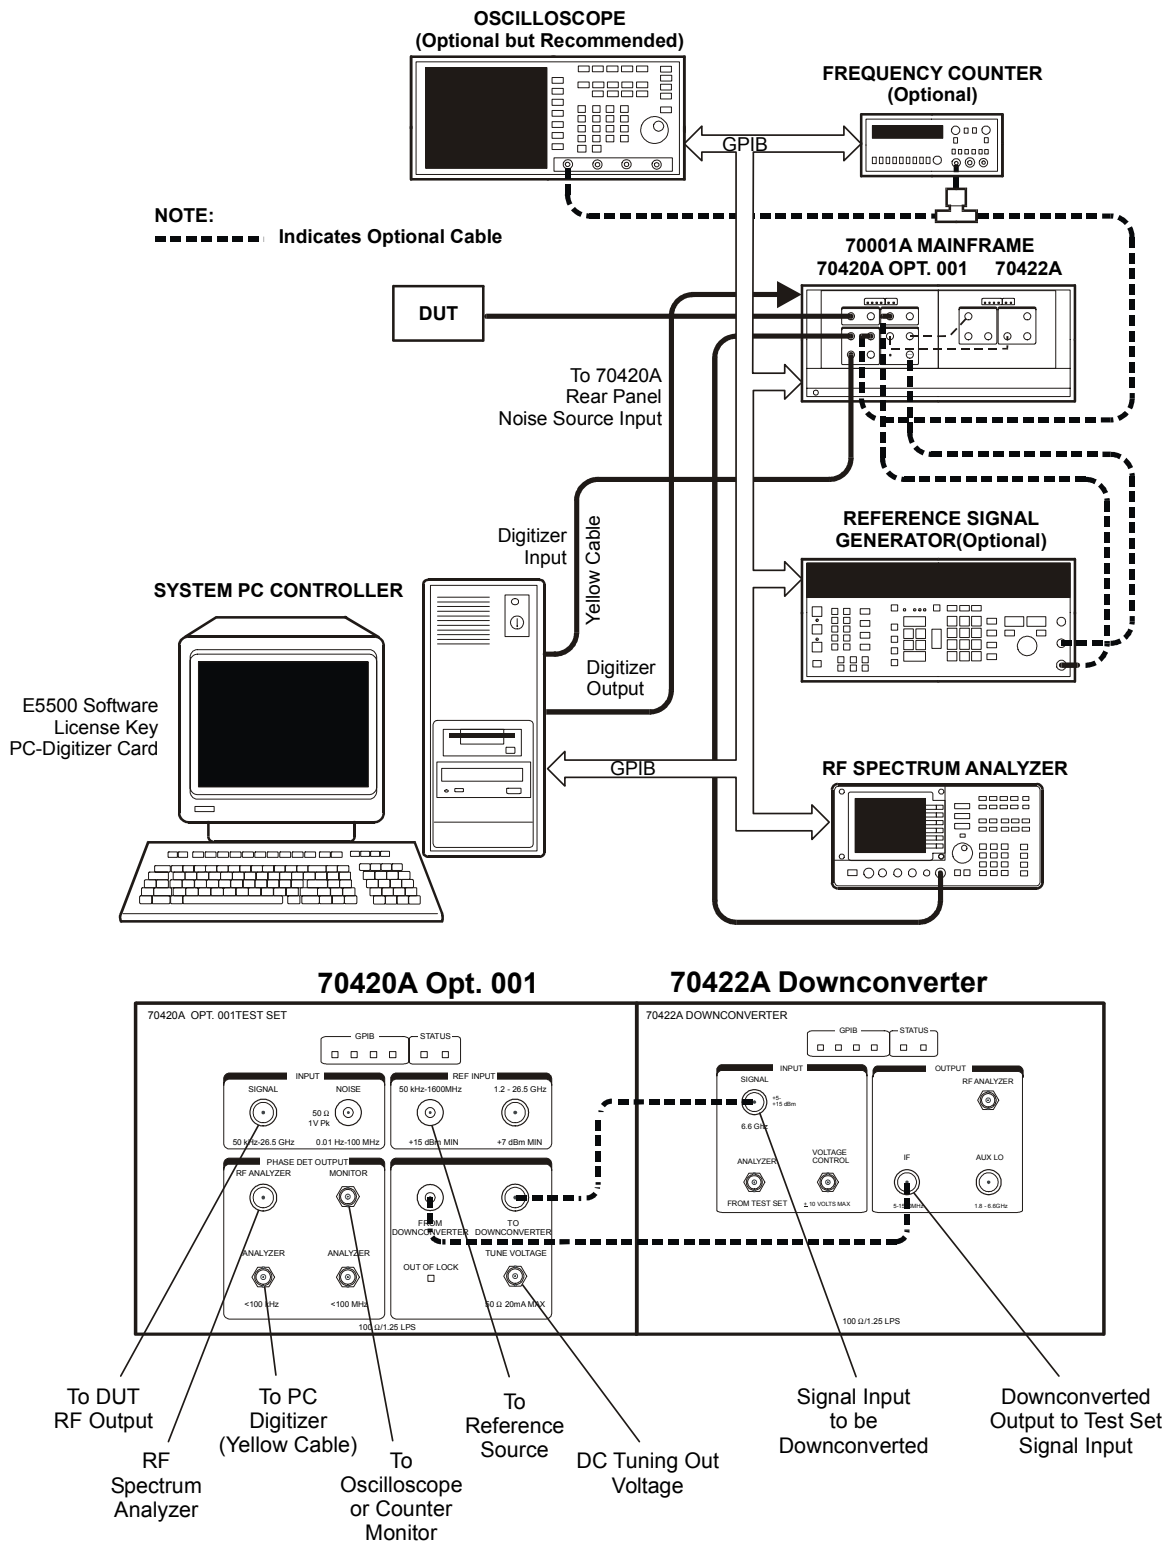 OSCILLOSCOPE
(Optional but Recommended)
FREQUENCY COUNTER
(Optional)
GPIB
NOTE:
Indicates Optional Cable
70001A MAINFRAME
70420A OPT. 001 70422A
DUT
To 70420A
Rear Panel
Noise Source Input
REFERENCE SIGNAL
GENERATOR(Optional)
Digitizer
Input
Yellow Cable
SYSTEM PC CONTROLLER
Digitizer
Output
E5500 Software
License Key
PC-Digitizer Card
GPIB
RF SPECTRUM ANALYZER
70420A Opt. 001
70422A Downconverter
70420A OPT. 001TEST SET
GPIB
STATUS
INPUT
REF INPUT
SIGNAL
NOISE
50 kHz-1600MHz
1.2 - 26.5 GHz
50 Ω
1V Pk
50 kHz-26.5 GHz
0.01 Hz-100 MHz
+15 dBm MIN
+7 dBm MIN
PHASE DET OUTPUT
RF ANALYZER
MONITOR
FROM
DOWNCONVERTER
TO
DOWNCONVERTER
ANALYZER
ANALYZER
OUT OF LOCK
TUNE VOLTAGE
<100 kHz
<100 MHz
50 Ω 20mA MAX
100 Ω/1.25 LPS
70422A DOWNCONVERTER
GPIB
STATUS
INPUT
OUTPUT
SIGNAL
+5-
+15 dBm
6.6 Ghz
RF ANALYZER
ANALYZER
VOLTAGE
CONTROL
IF
AUX LO
FROM TEST SET
± 10 VOLTS MAX
1.8 - 6.6GHz
100 Ω/1.25 LPS
To DUT
RF Output
RF
Spectrum
Analyzer
To PC
Digitizer
(Yellow Cable)
To
Oscilloscope
or Counter
Monitor
To
Reference
Source
DC Tuning Out
Voltage
Signal Input
to be
Downconverted
Downconverted
Output to Test Set
Signal Input